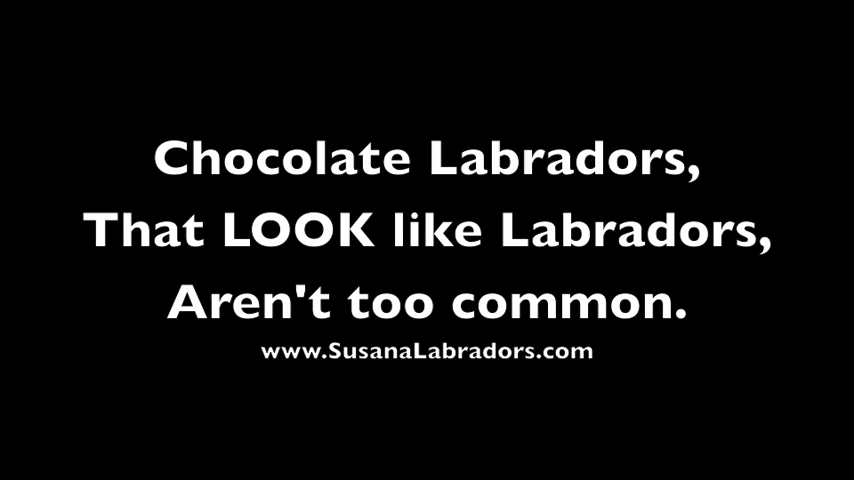 Chocolate Labradors,
That LOOK like Labradors,
Aren't too common.
www.SusanaLabradors.com